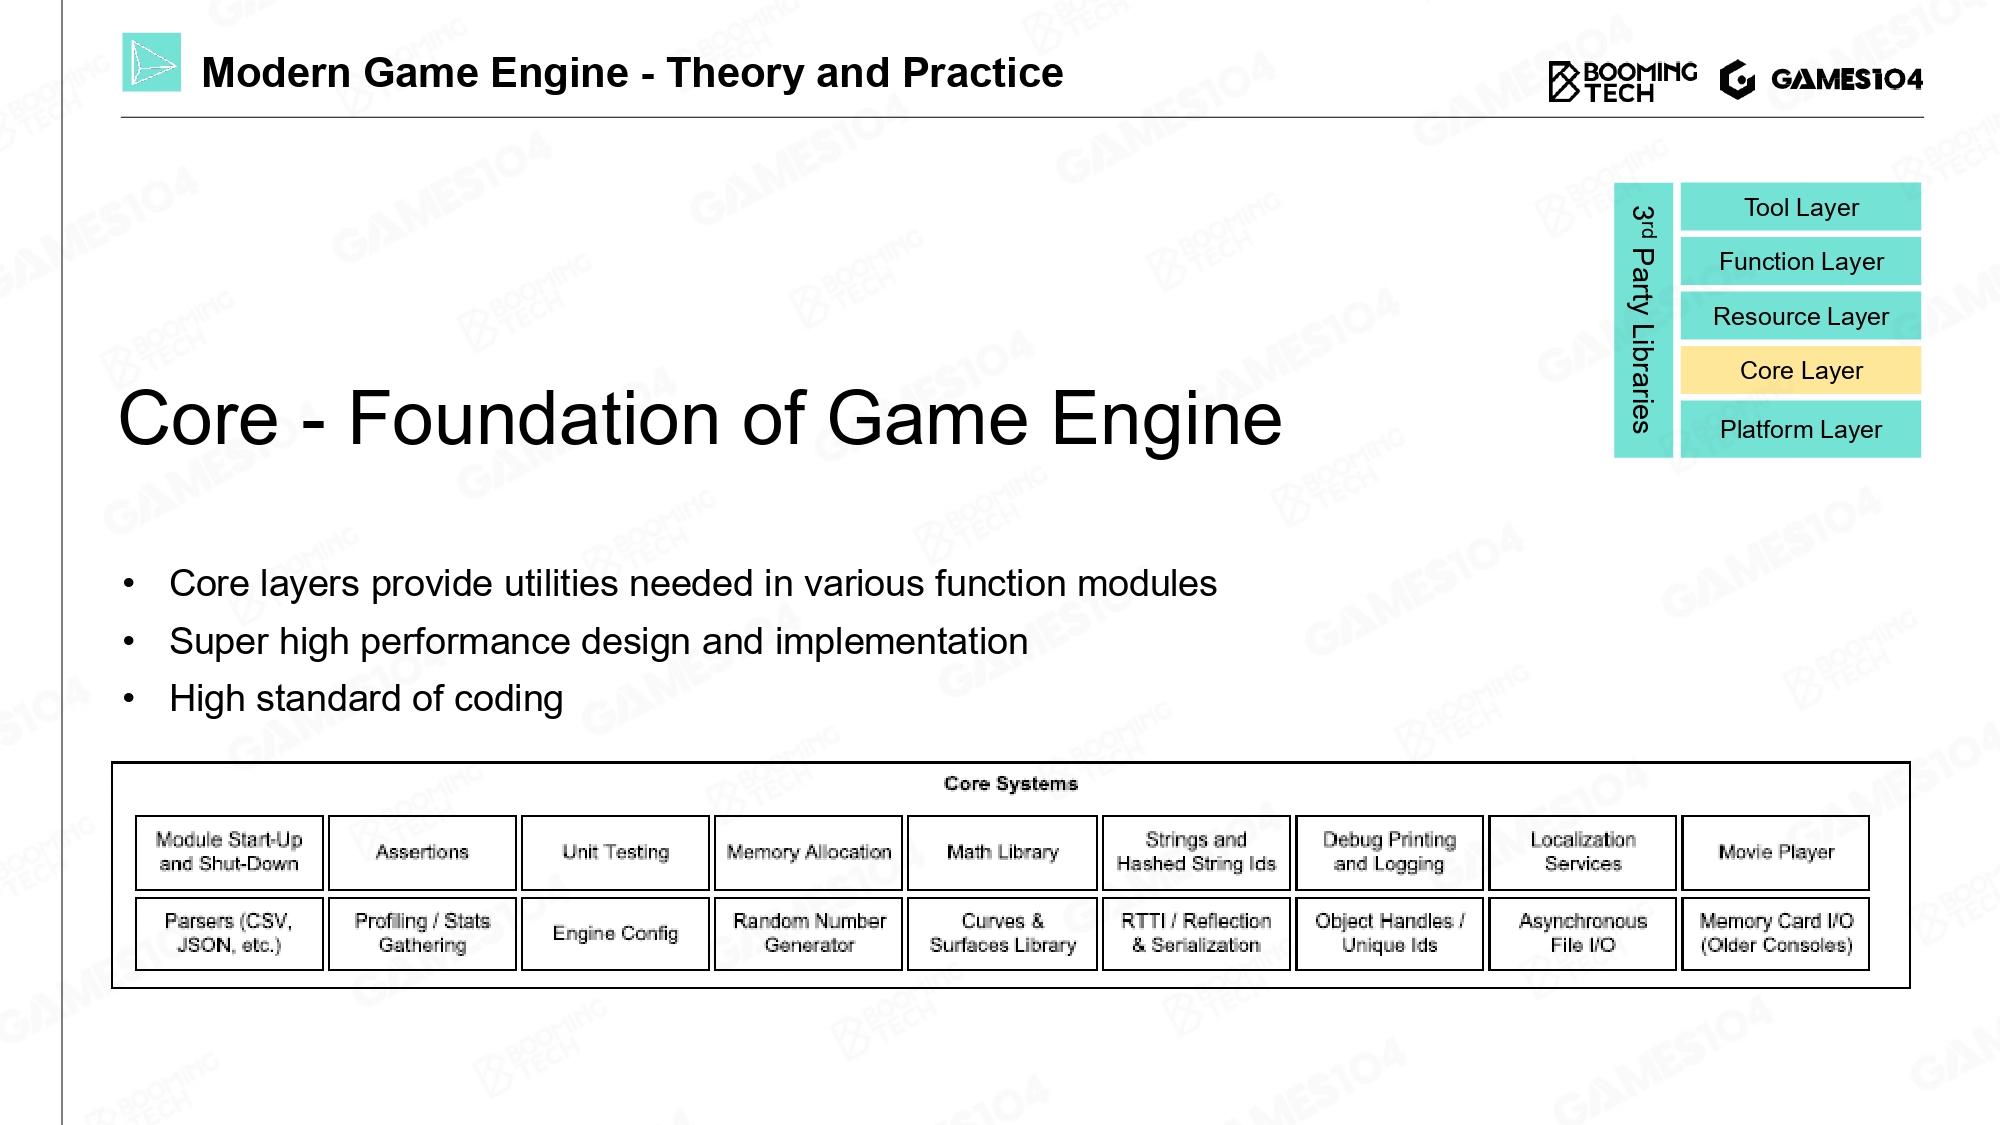 Modern Game Engine - Theory and Practice
BOOMING
TECH
GAMES104
3rd Party Libraries
Tool Layer
Function Layer
Resource Layer
Core Layer
Platform Layer
Core - Foundation of Game Engine
• Core layers provide utilities needed in various function modules
• Super high performance design and implementation
• High standard of coding
Core Systems
Module Start-Up
and Shut-Down
Assertions
Unit Testing
Memory Allocation
Math Library
Strings and
Hashed String Ids
Debug Printing
and Logging
Localization
Services
Movie Player
Parsers (CSV,
JSON, etc.)
Profiling / Stats
Gathering
Engine Config
Random Number
Generator
Curves &
Surfaces Library
RTTI / Reflection
& Serialization
Object Handles /
Unique Ids
Asynchronous
File I/O
Memory Card I/O
(Older Consoles)